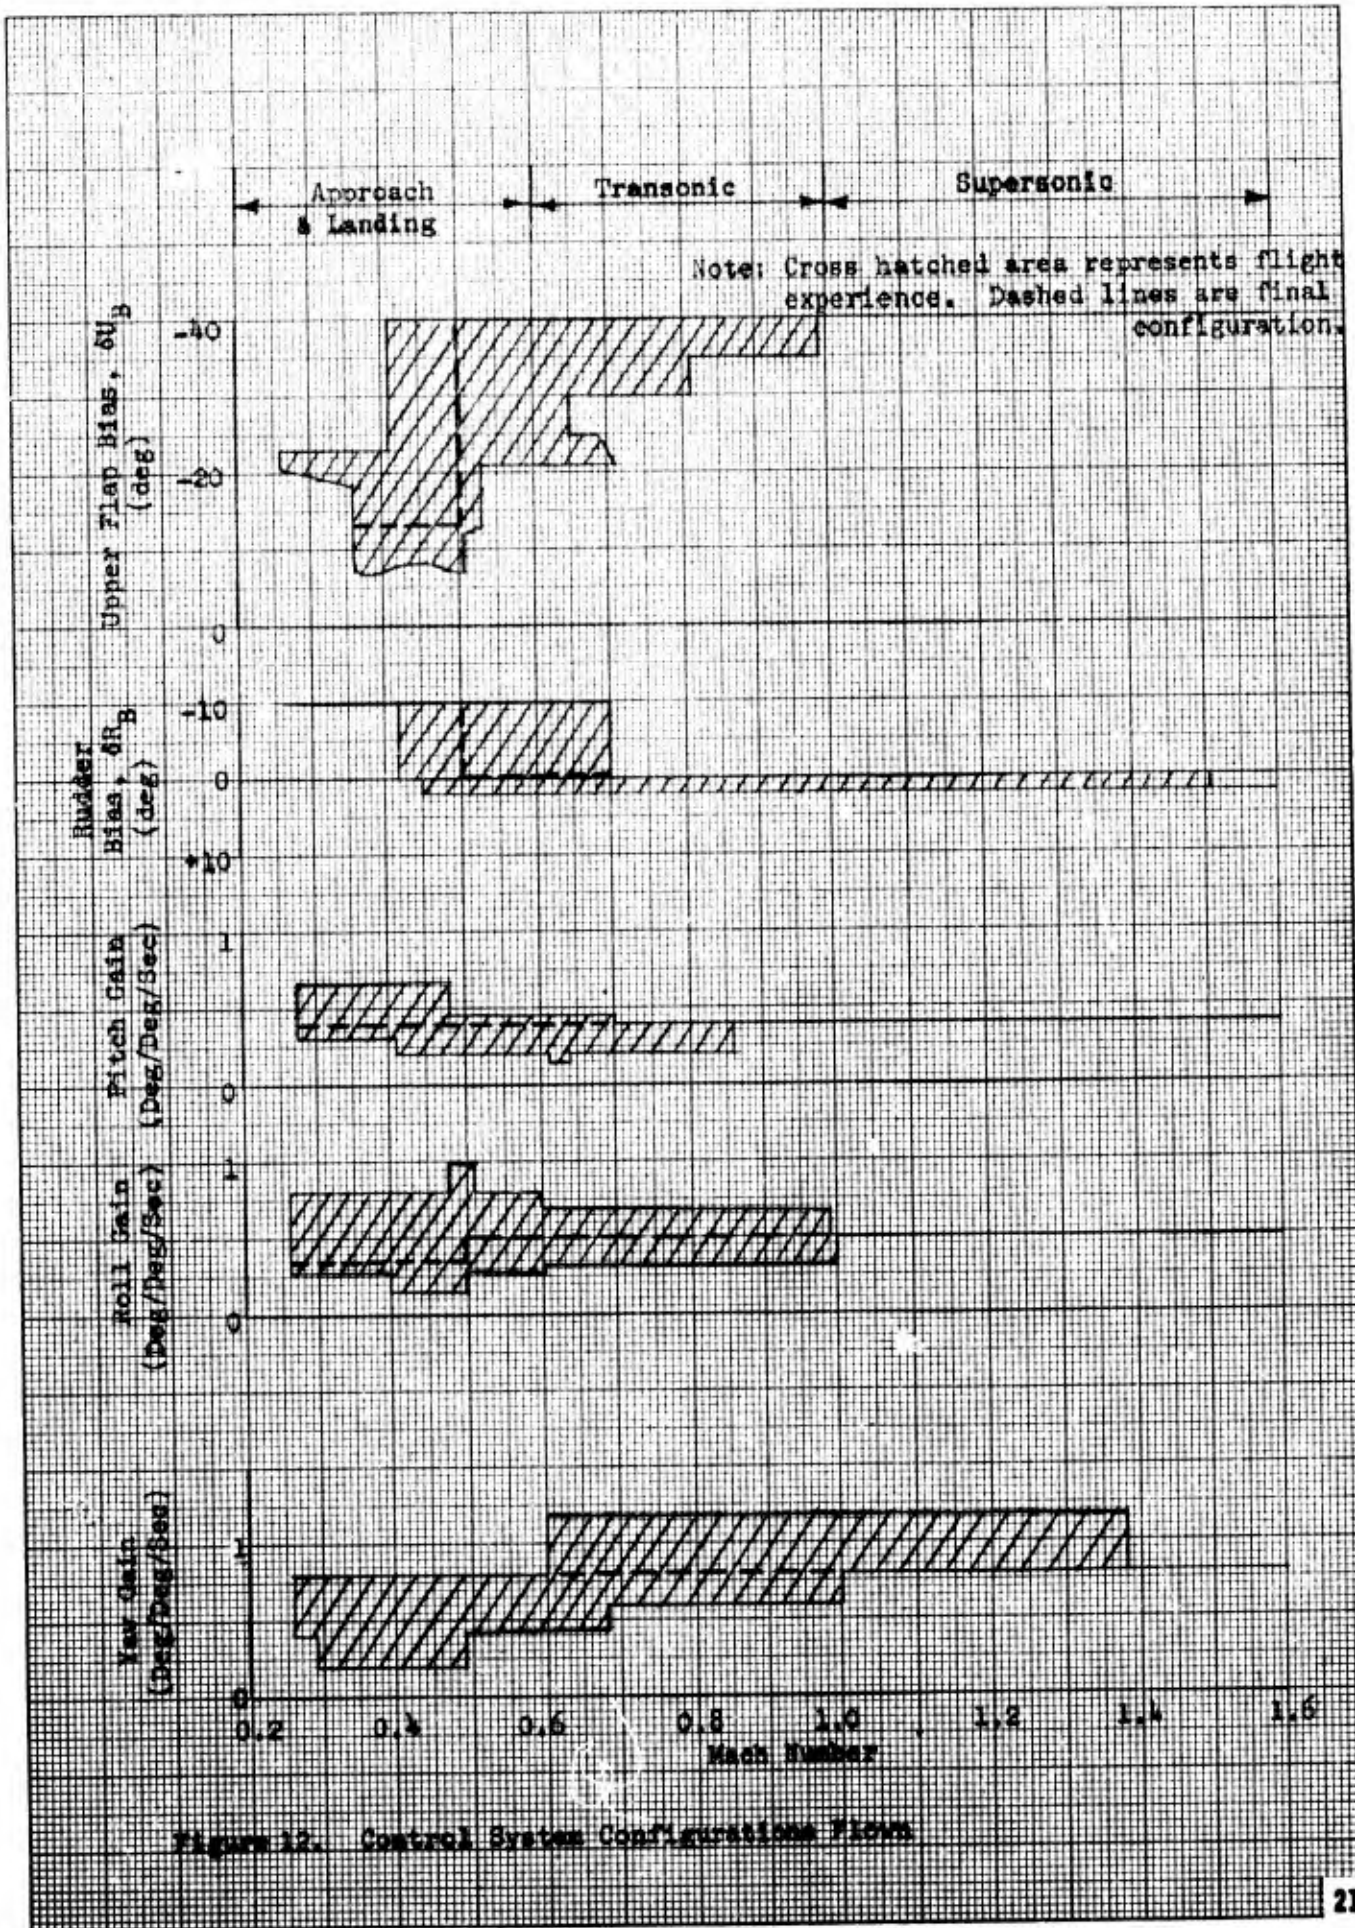 Approach
& Landing
Transonic
Supersonic
Note: Cross hatched area represents flight
experience. Dashed lines are final
configuration.
Upper Flap Bias, δU_B
(deg)
-40
-20
0
Rudder
Bias, δR_B
(deg)
-10
0
+10
Pitch Gain
(Deg/Deg/Sec)
1
0
Roll Gain
(Deg/Deg/Sec)
1
0
Yaw Gain
(Deg/Deg/Sec)
1
0
0.2 0.4 0.6 0.8 1.0 1.2 1.4 1.6
Mach Number
Figure 12. Control System Configurations Flown
21